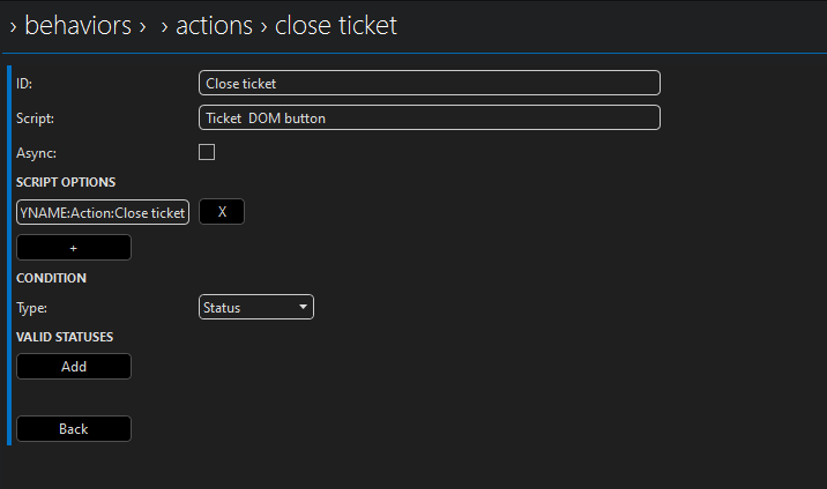 › behaviors › › actions › close ticket
ID: Close ticket
Script: Ticket DOM button
Async:
SCRIPT OPTIONS
YNAME:Action:Close ticket X
+
CONDITION
Type: Status
VALID STATUSES
Add
Back